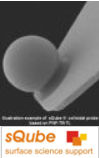 Illustration example of sQube® colloidal probe
based on PNP-TR-TL
sQube
surface science support